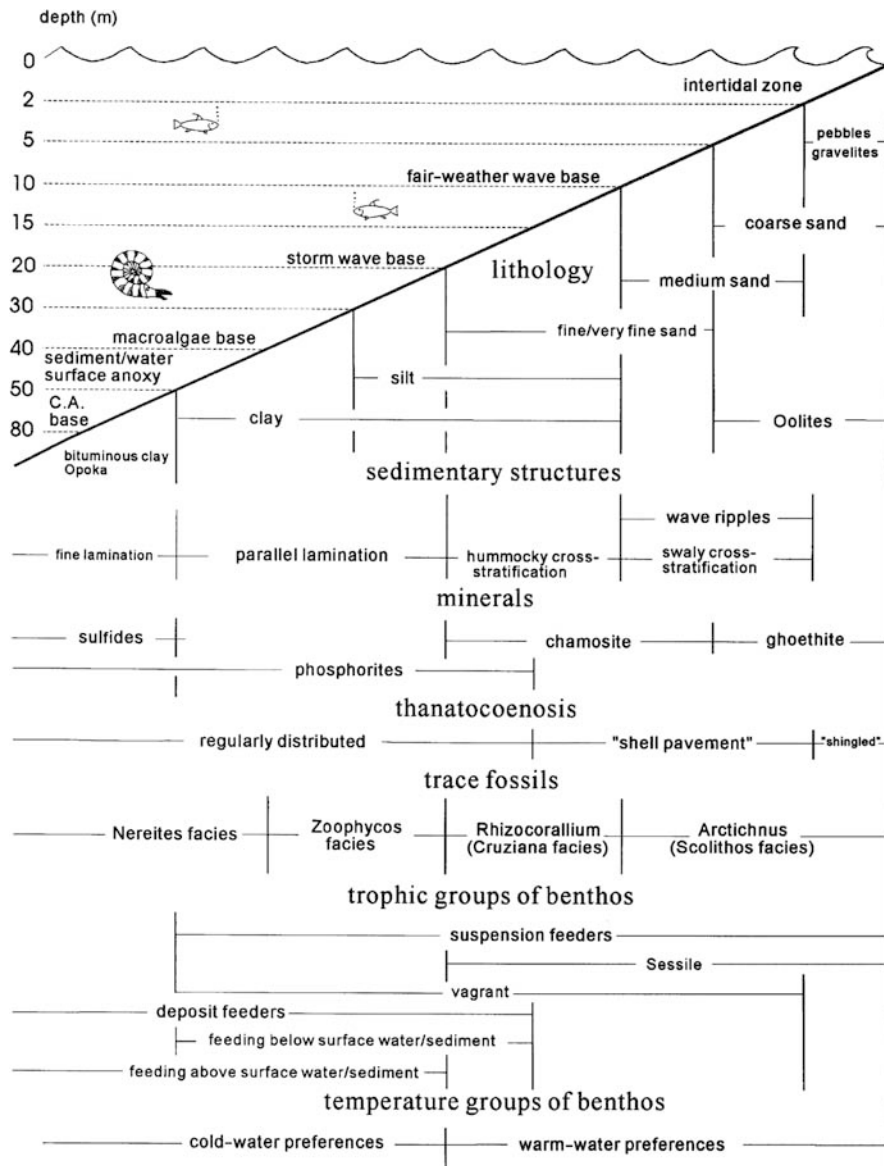 depth (m)
0
intertidal zone
2
pebbles
gravelites
5
fair-weather wave base
10
coarse sand
15
storm wave base
20
lithology
medium sand
30
fine/very fine sand
macroalgae base
40
sediment/water
surface anoxy
silt
50
C.A.
base
clay
Oolites
80
bituminous clay
Opoka
sedimentary structures
wave ripples
fine lamination
parallel lamination
hummocky cross-
stratification
swaly cross-
stratification
minerals
sulfides
chamosite
ghoethite
phosphorites
thanatocoenosis
regularly distributed
"shell pavement"
"shingled"
trace fossils
Nereites facies
Zoophycos
facies
Rhizocorallium
(Cruziana facies)
Arctichnus
(Scolithos facies)
trophic groups of benthos
suspension feeders
Sessile
vagrant
deposit feeders
feeding below surface water/sediment
feeding above surface water/sediment
temperature groups of benthos
cold-water preferences
warm-water preferences